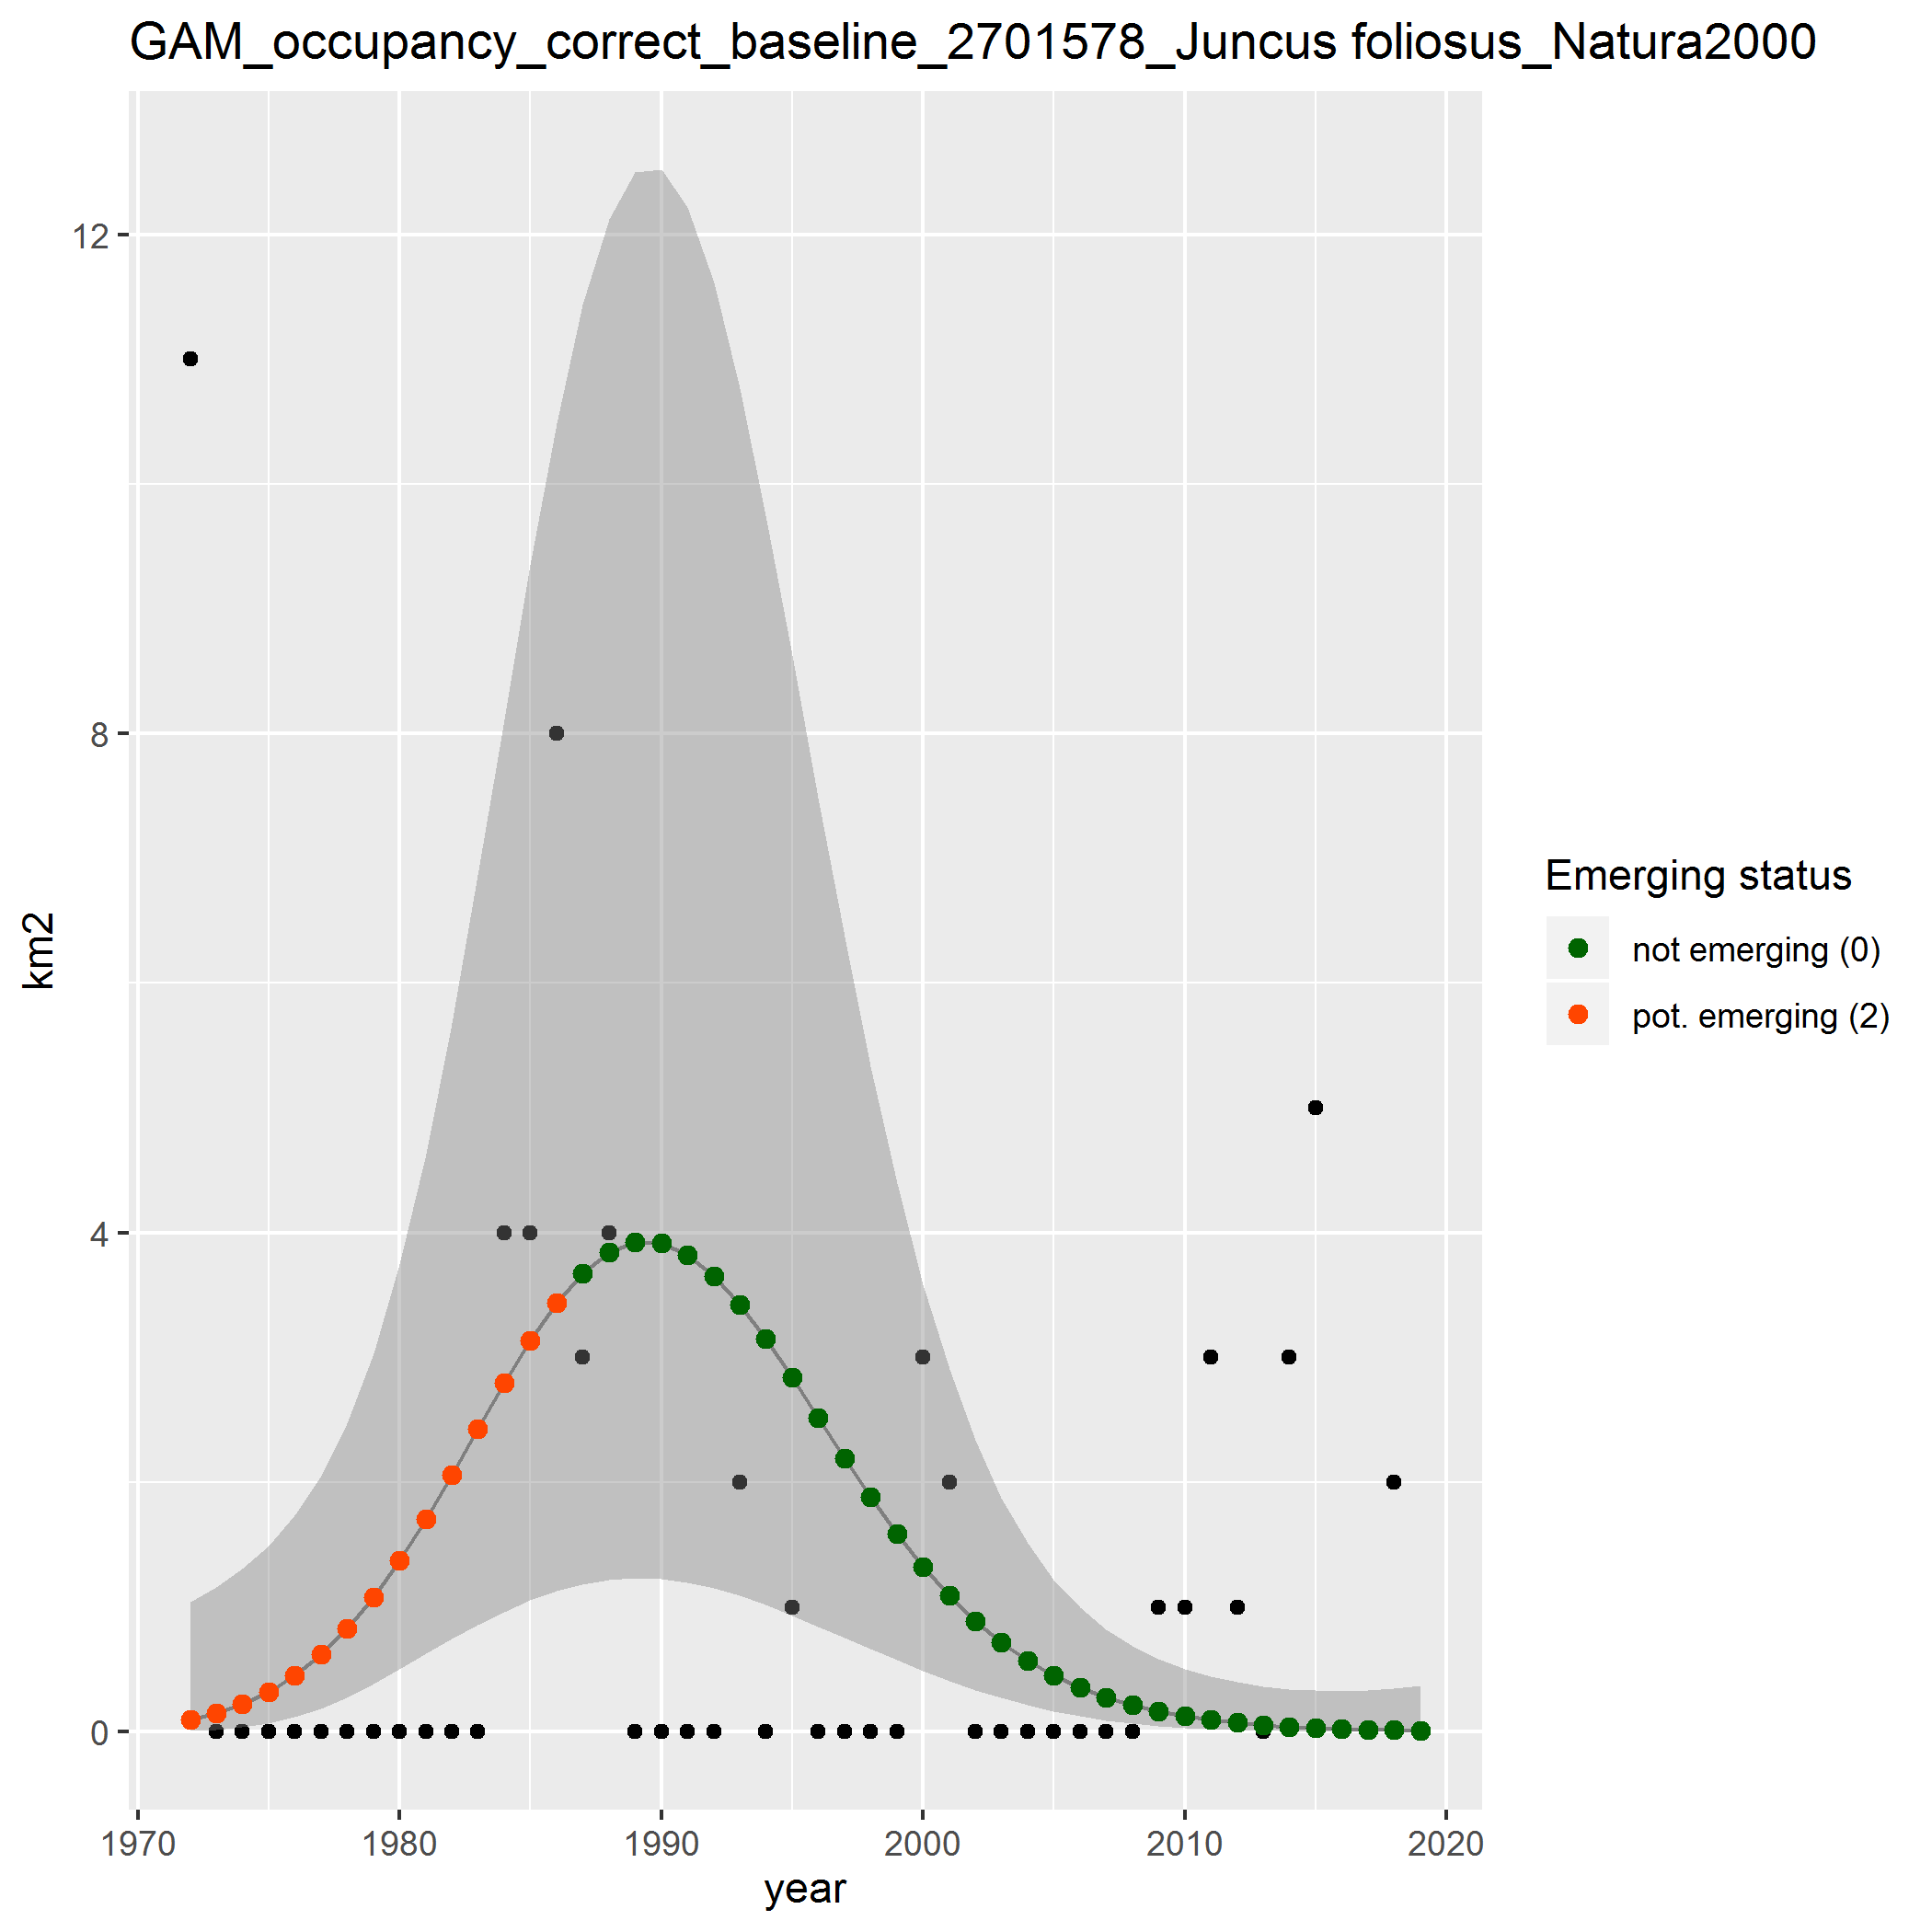 GAM_occupancy_correct_baseline_2701578_Juncus foliosus_Natura2000
12
8
4
0
km2
1970 1980 1990 2000 2010 2020
year
Emerging status
not emerging (0)
pot. emerging (2)